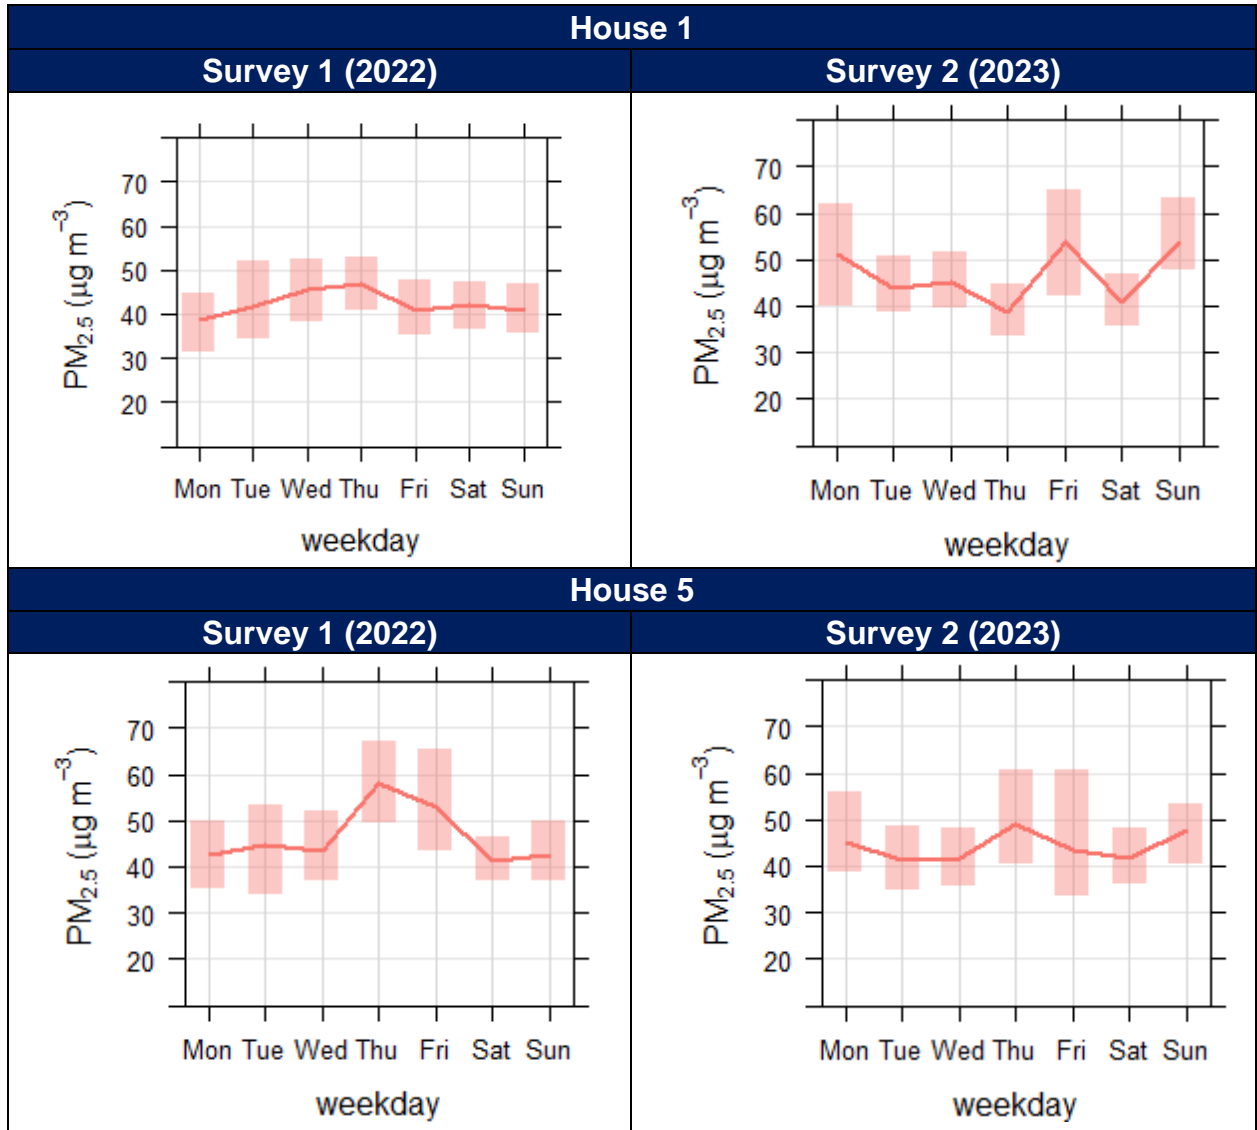 House 1
Survey 1 (2022)
Survey 2 (2023)
PM2.5 (µg m−3)
70
60
50
40
30
20
Mon Tue Wed Thu Fri Sat Sun
weekday
PM2.5 (µg m−3)
70
60
50
40
30
20
Mon Tue Wed Thu Fri Sat Sun
weekday
House 5
Survey 1 (2022)
Survey 2 (2023)
PM2.5 (µg m−3)
70
60
50
40
30
20
Mon Tue Wed Thu Fri Sat Sun
weekday
PM2.5 (µg m−3)
70
60
50
40
30
20
Mon Tue Wed Thu Fri Sat Sun
weekday